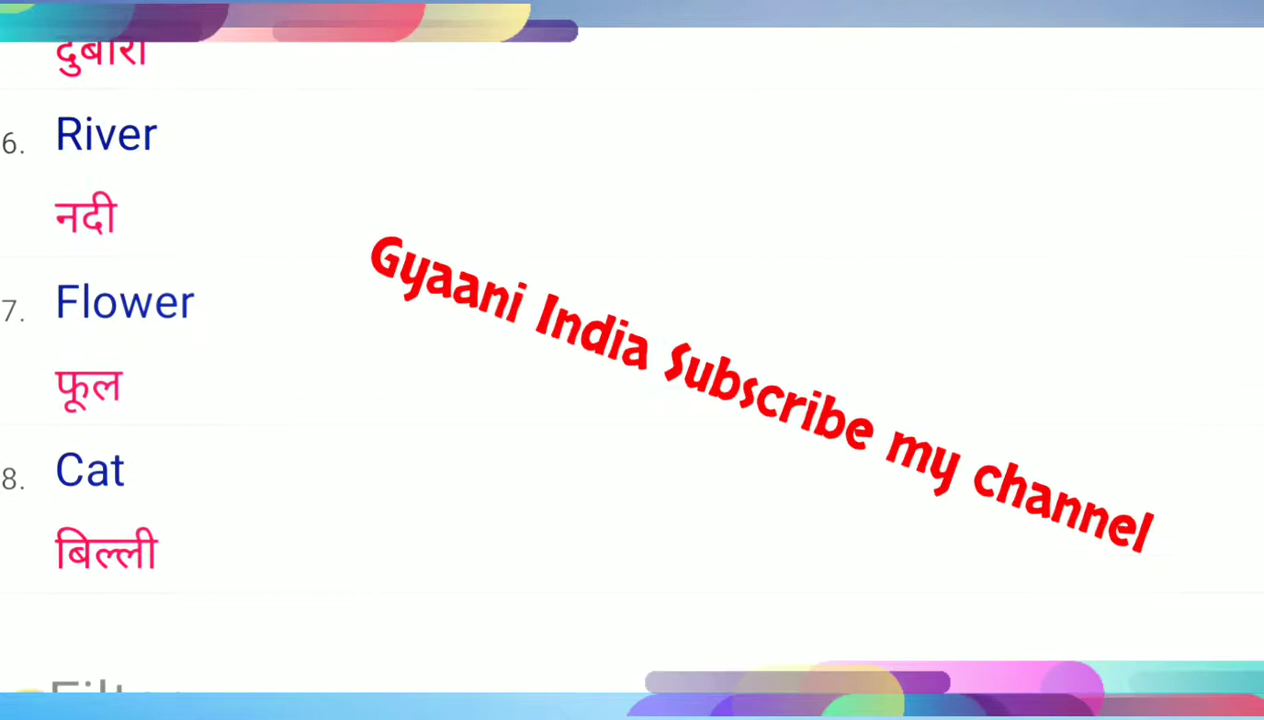 दुबारा
6. River
नदी
7. Flower
फूल
8. Cat
बिल्ली
Gyaani India Subscribe my channel